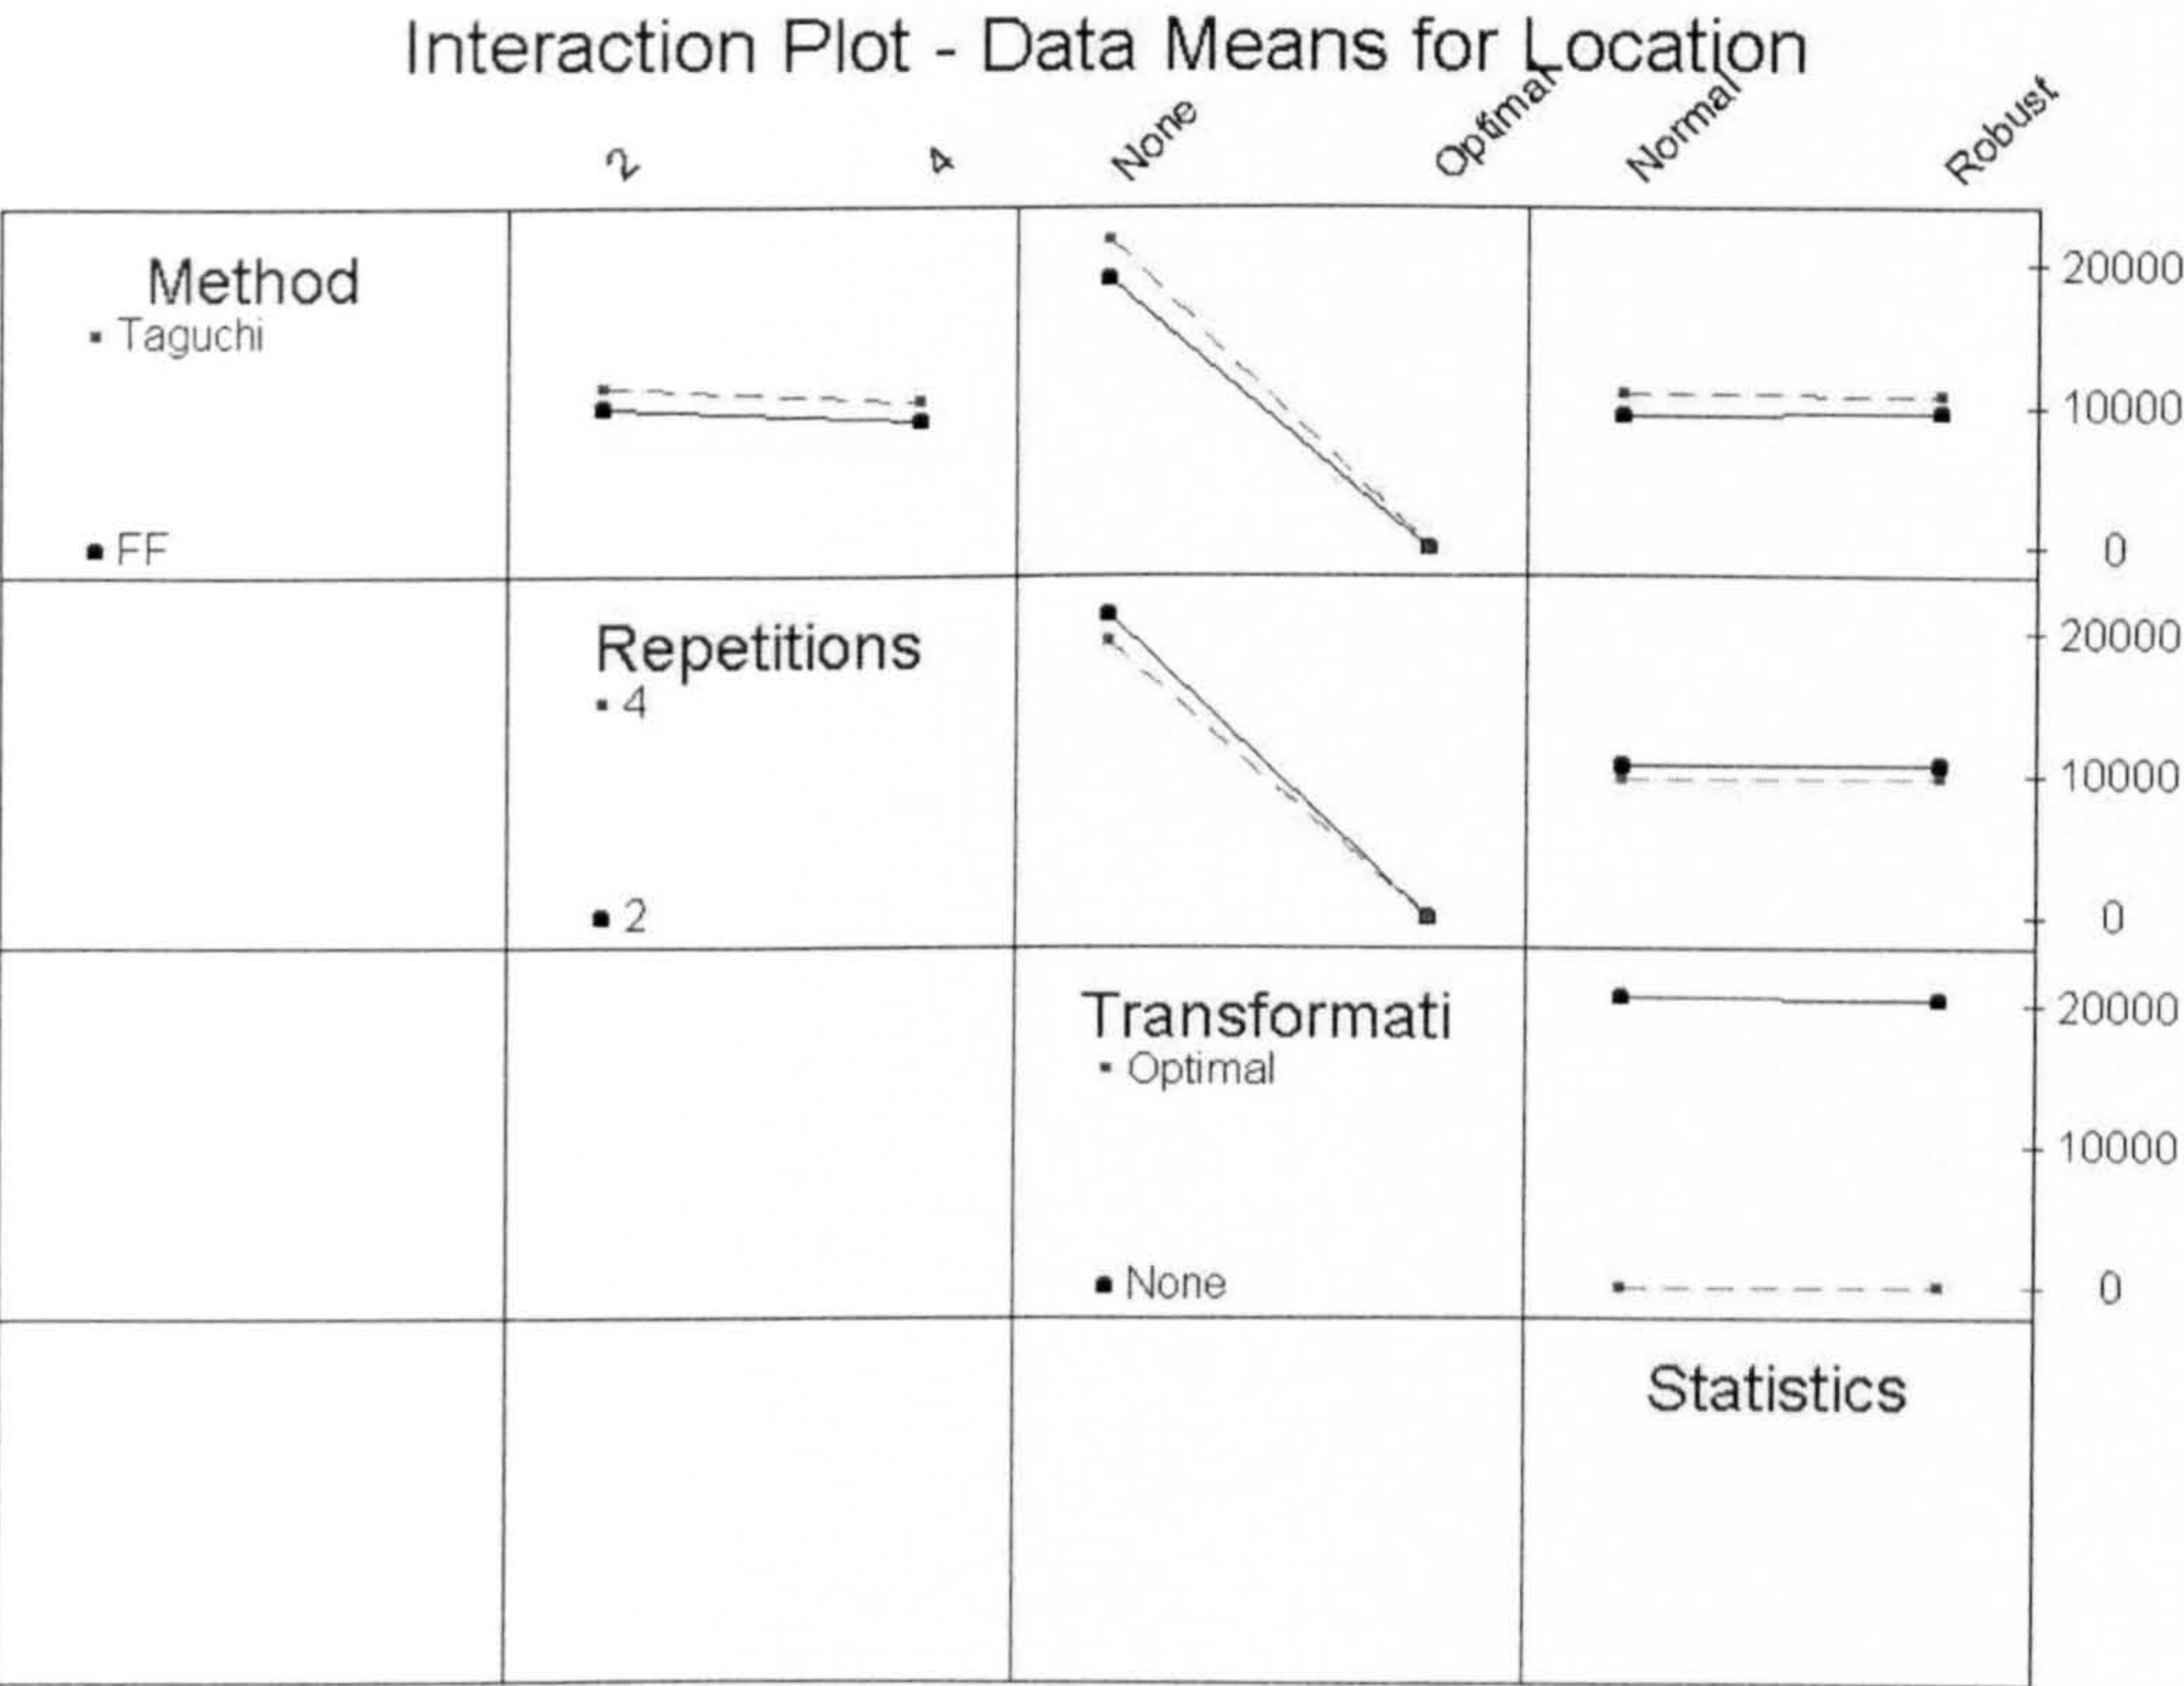 Interaction Plot - Data Means for Location
2 4 None Optimal Normal Robust
Method
Taguchi
FF
20000
10000
0
Repetitions
4
2
20000
10000
0
Transformati
Optimal
None
20000
10000
0
Statistics